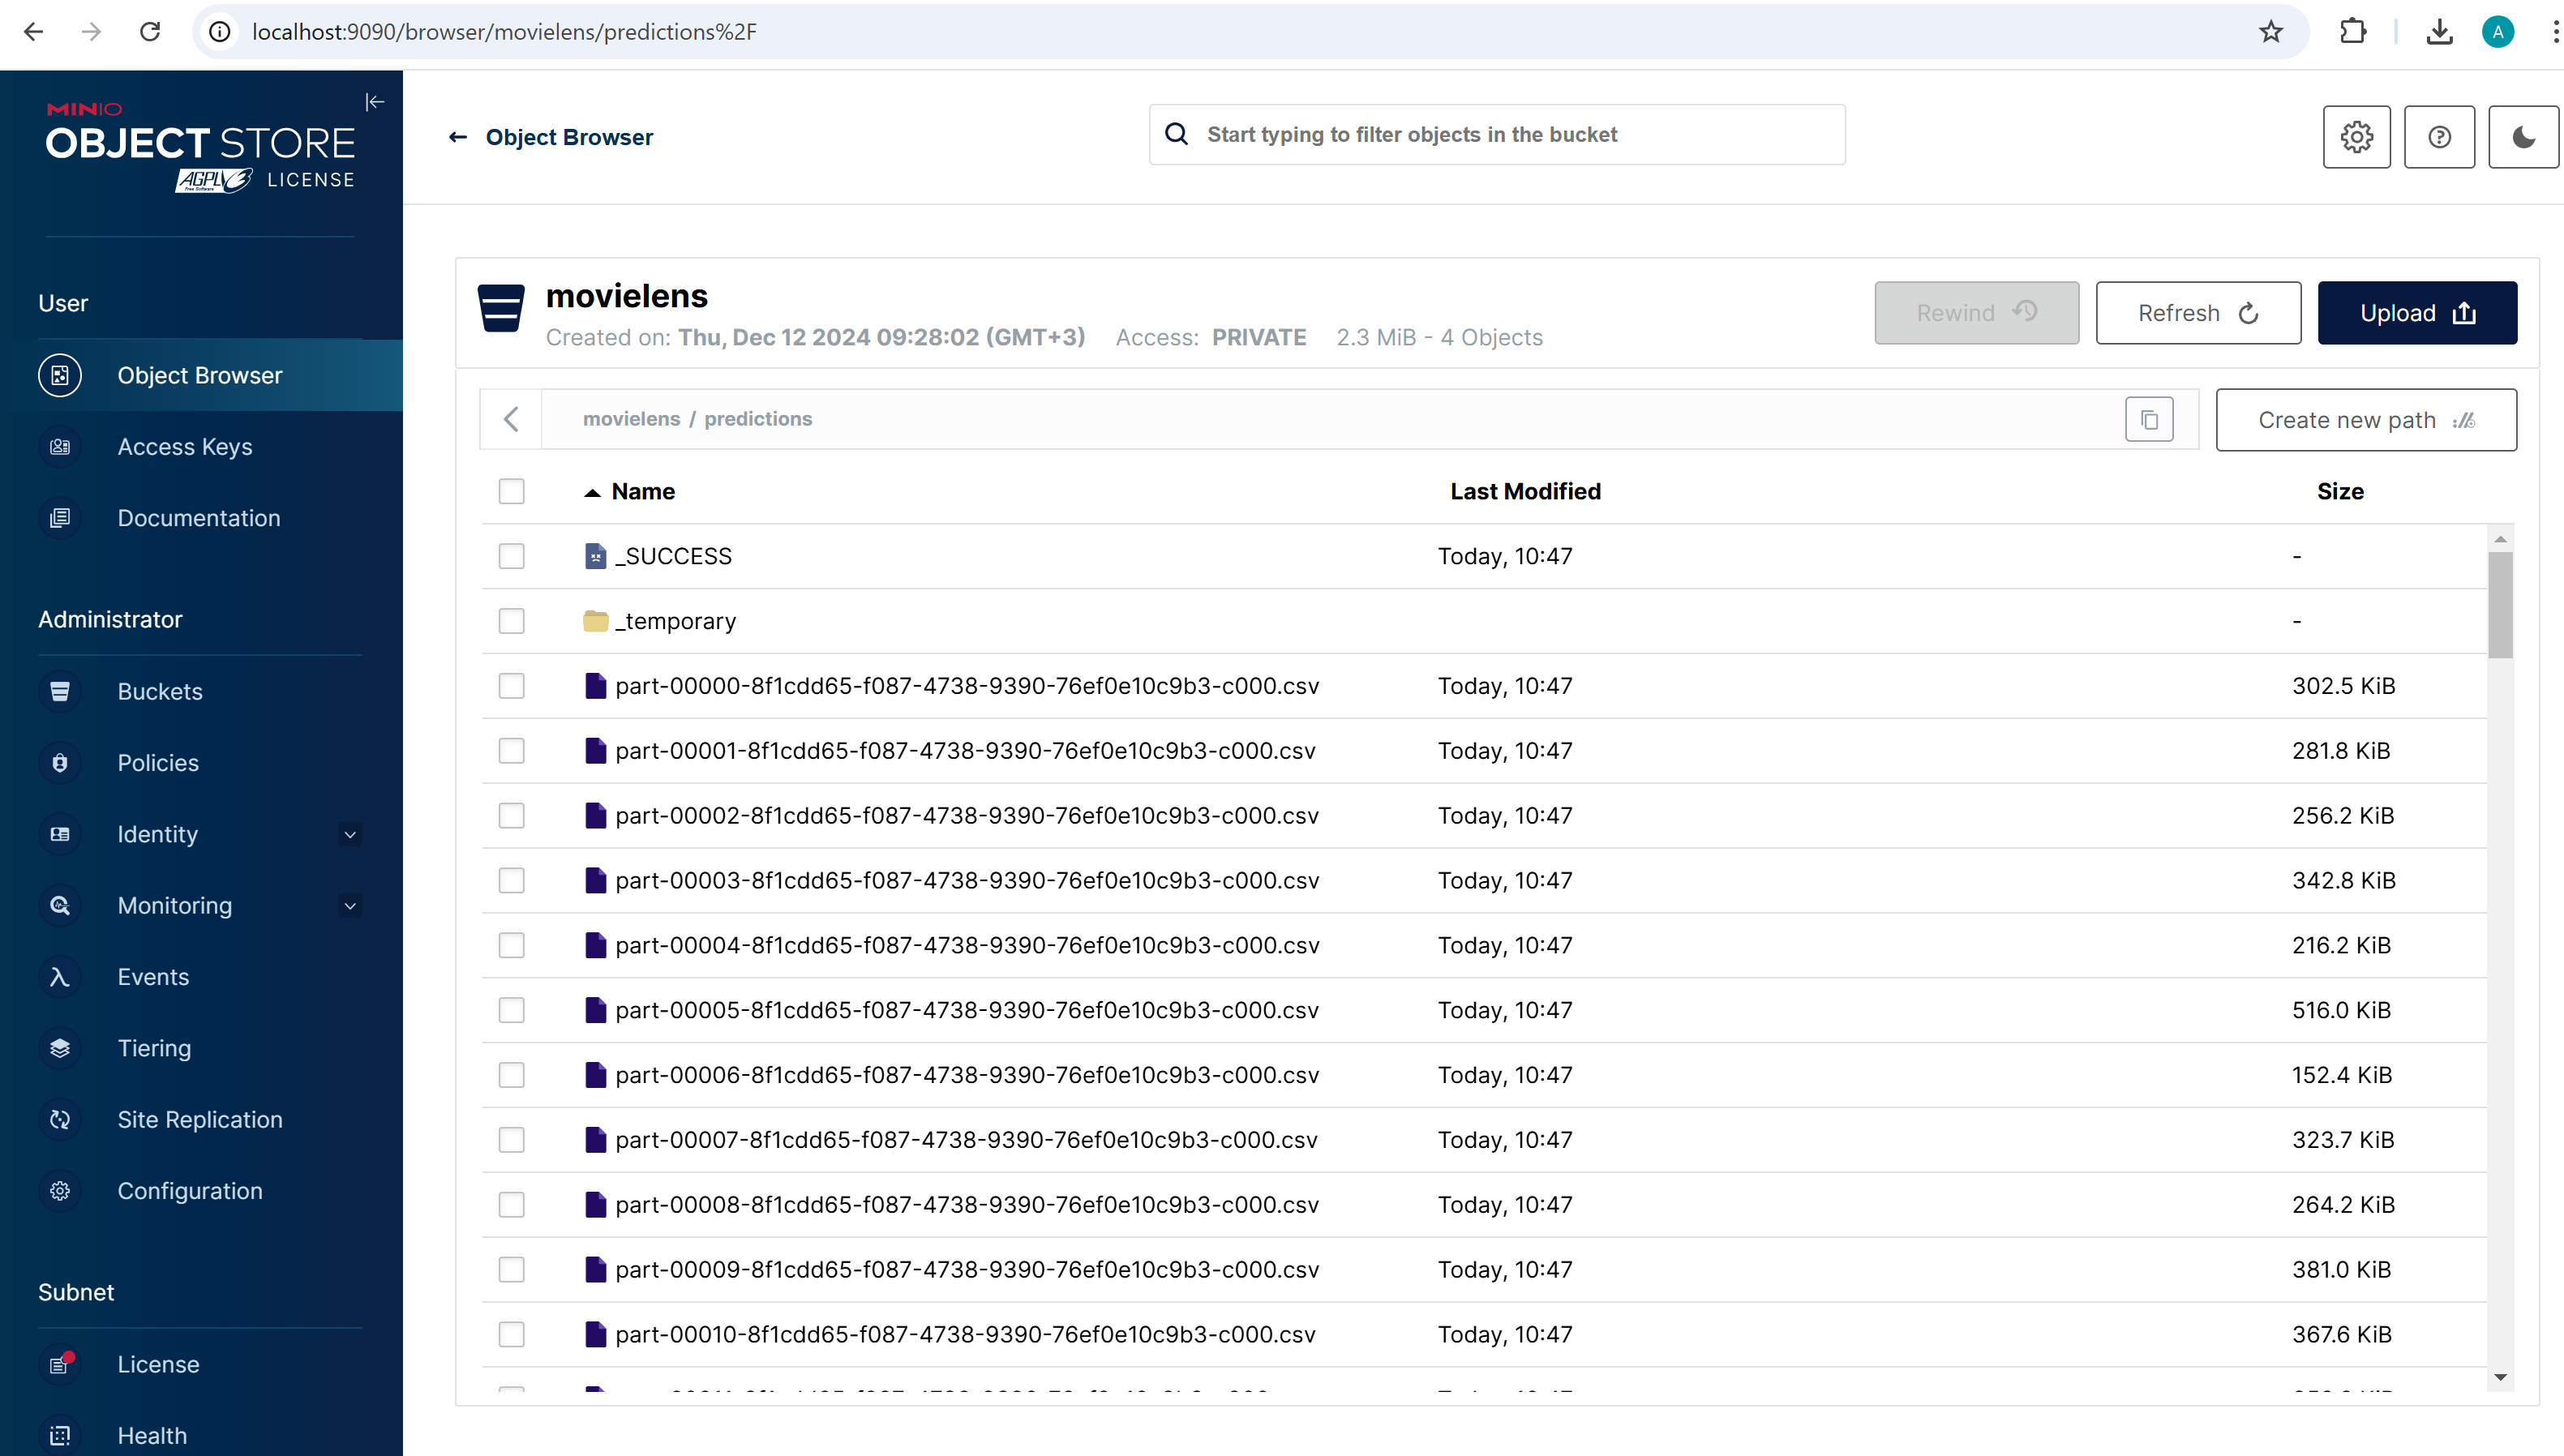 localhost:9090/browser/movielens/predictions%2F
A
MINIO
OBJECT STORE
AGPLv3 Free Software LICENSE
User
Object Browser
Access Keys
Documentation
Administrator
Buckets
Policies
Identity
Monitoring
Events
Tiering
Site Replication
Configuration
Subnet
License
Health
Object Browser
Start typing to filter objects in the bucket
movielens
Created on: Thu, Dec 12 2024 09:28:02 (GMT+3) Access: PRIVATE 2.3 MiB - 4 Objects
Rewind Refresh Upload
movielens / predictions
Create new path
Name Last Modified Size
_SUCCESS Today, 10:47 -
_temporary -
part-00000-8f1cdd65-f087-4738-9390-76ef0e10c9b3-c000.csv Today, 10:47 302.5 KiB
part-00001-8f1cdd65-f087-4738-9390-76ef0e10c9b3-c000.csv Today, 10:47 281.8 KiB
part-00002-8f1cdd65-f087-4738-9390-76ef0e10c9b3-c000.csv Today, 10:47 256.2 KiB
part-00003-8f1cdd65-f087-4738-9390-76ef0e10c9b3-c000.csv Today, 10:47 342.8 KiB
part-00004-8f1cdd65-f087-4738-9390-76ef0e10c9b3-c000.csv Today, 10:47 216.2 KiB
part-00005-8f1cdd65-f087-4738-9390-76ef0e10c9b3-c000.csv Today, 10:47 516.0 KiB
part-00006-8f1cdd65-f087-4738-9390-76ef0e10c9b3-c000.csv Today, 10:47 152.4 KiB
part-00007-8f1cdd65-f087-4738-9390-76ef0e10c9b3-c000.csv Today, 10:47 323.7 KiB
part-00008-8f1cdd65-f087-4738-9390-76ef0e10c9b3-c000.csv Today, 10:47 264.2 KiB
part-00009-8f1cdd65-f087-4738-9390-76ef0e10c9b3-c000.csv Today, 10:47 381.0 KiB
part-00010-8f1cdd65-f087-4738-9390-76ef0e10c9b3-c000.csv Today, 10:47 367.6 KiB